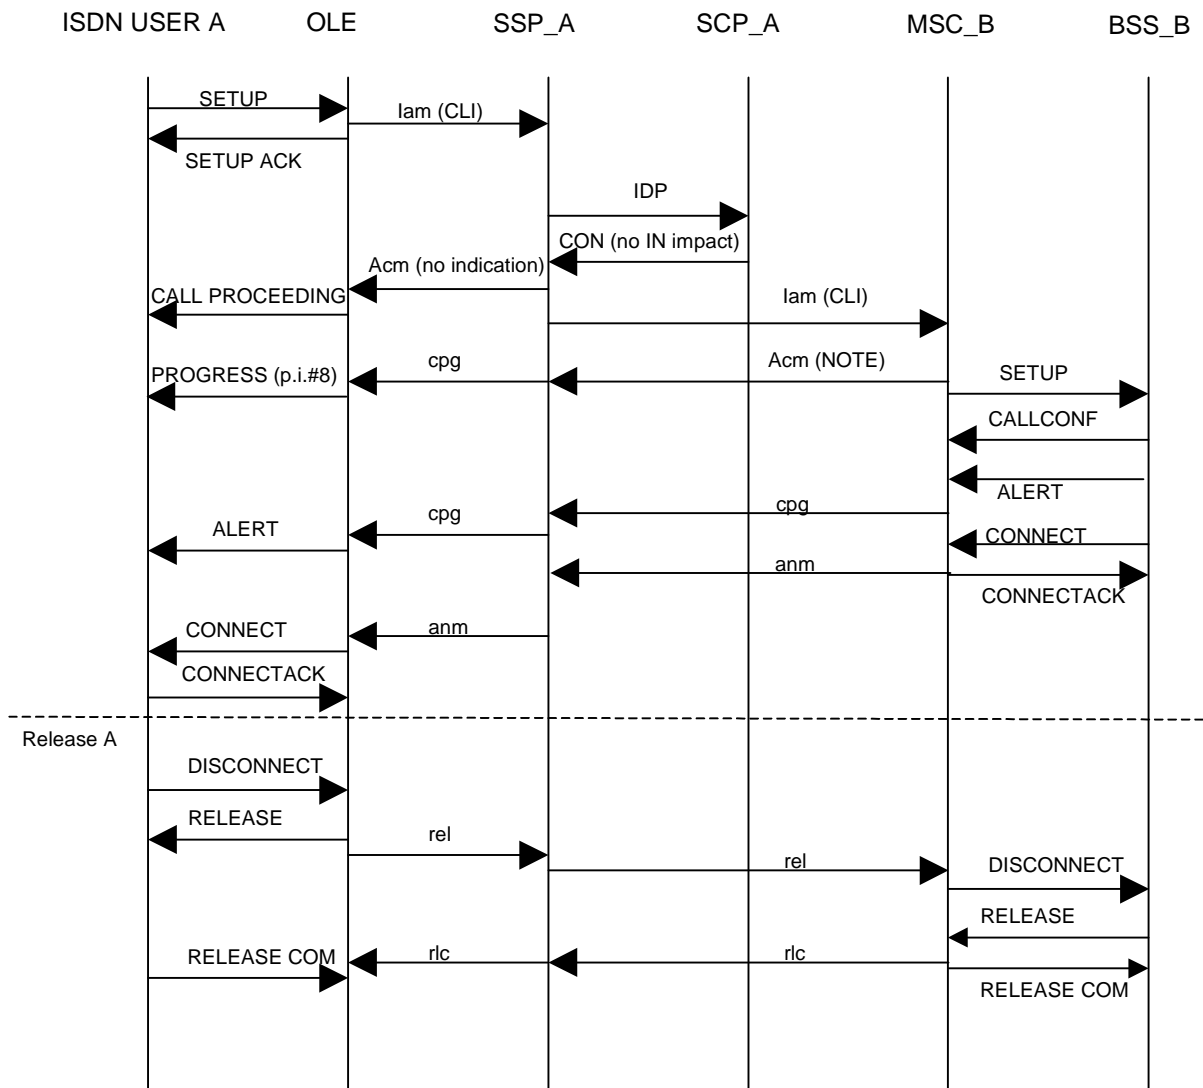 ISDN USER A OLE SSP_A SCP_A MSC_B BSS_B
SETUP
Iam (CLI)
SETUP ACK
IDP
CON (no IN impact)
Acm (no indication)
CALL PROCEEDING
Iam (CLI)
cpg
Acm (NOTE)
PROGRESS (p.i.#8)
SETUP
CALLCONF
ALERT
cpg
cpg
ALERT
CONNECT
anm
CONNECTACK
CONNECT
anm
CONNECTACK
Release A
DISCONNECT
RELEASE
rel
rel
DISCONNECT
RELEASE
RELEASE COM
rlc
rlc
RELEASE COM